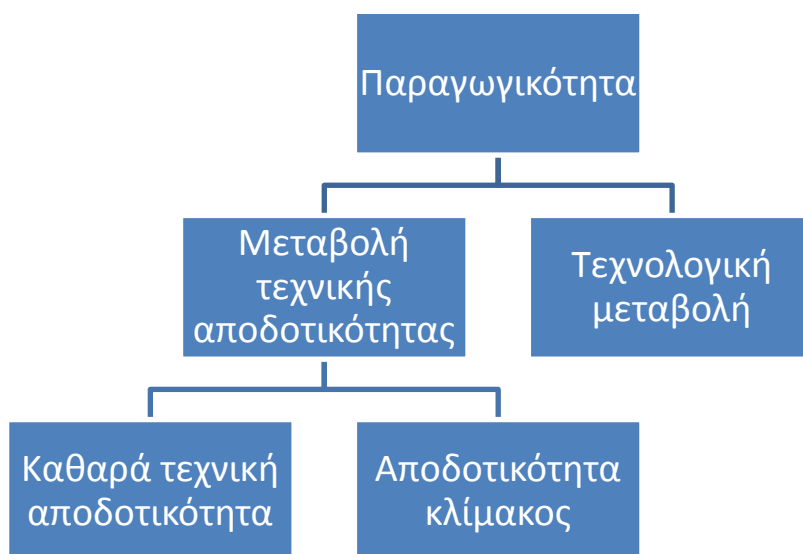 Παραγωγικότητα
Μεταβολή
τεχνικής
αποδοτικότητας
Τεχνολογική
μεταβολή
Καθαρά τεχνική
αποδοτικότητα
Αποδοτικότητα
κλίμακος